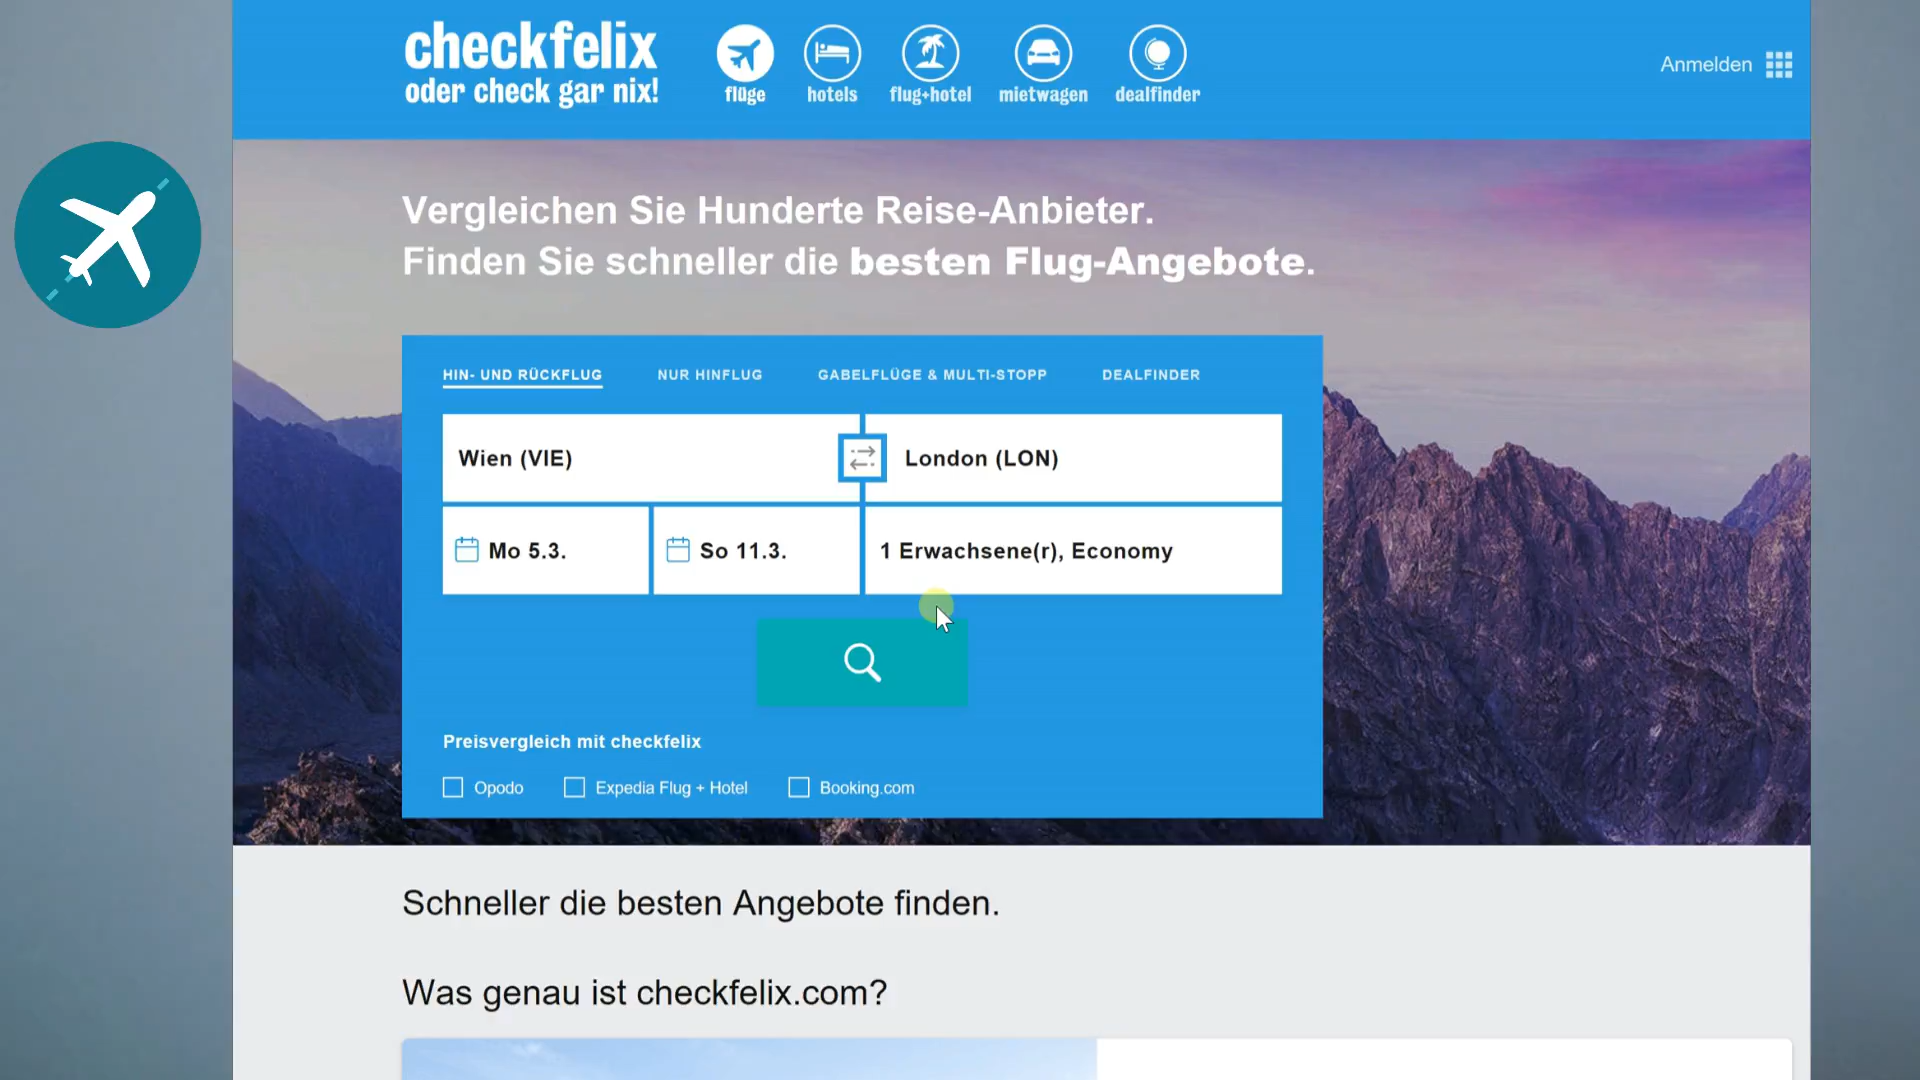 checkfelix
oder check gar nix!
flüge
hotels
flug+hotel
mietwagen
dealfinder
Anmelden
Vergleichen Sie Hunderte Reise-Anbieter.
Finden Sie schneller die besten Flug-Angebote.
HIN- UND RÜCKFLUG
NUR HINFLUG
GABELFLÜGE & MULTI-STOPP
DEALFINDER
Wien (VIE)
London (LON)
Mo 5.3.
So 11.3.
1 Erwachsene(r), Economy
Preisvergleich mit checkfelix
Opodo
Expedia Flug + Hotel
Booking.com
Schneller die besten Angebote finden.
Was genau ist checkfelix.com?